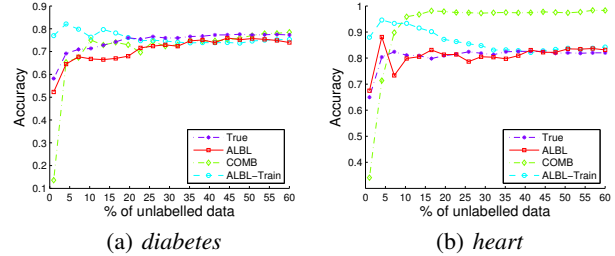 0.9
0.8
0.7
0.6
0.5
0.4
0.3
0.2
0.1
Accuracy
0 5 10 15 20 25 30 35 40 45 50 55 60
% of unlabelled data
True
ALBL
COMB
ALBL−Train
(a) diabetes
1
0.9
0.8
0.7
0.6
0.5
0.4
Accuracy
0 5 10 15 20 25 30 35 40 45 50 55 60
% of unlabelled data
True
ALBL
COMB
ALBL−Train
(b) heart